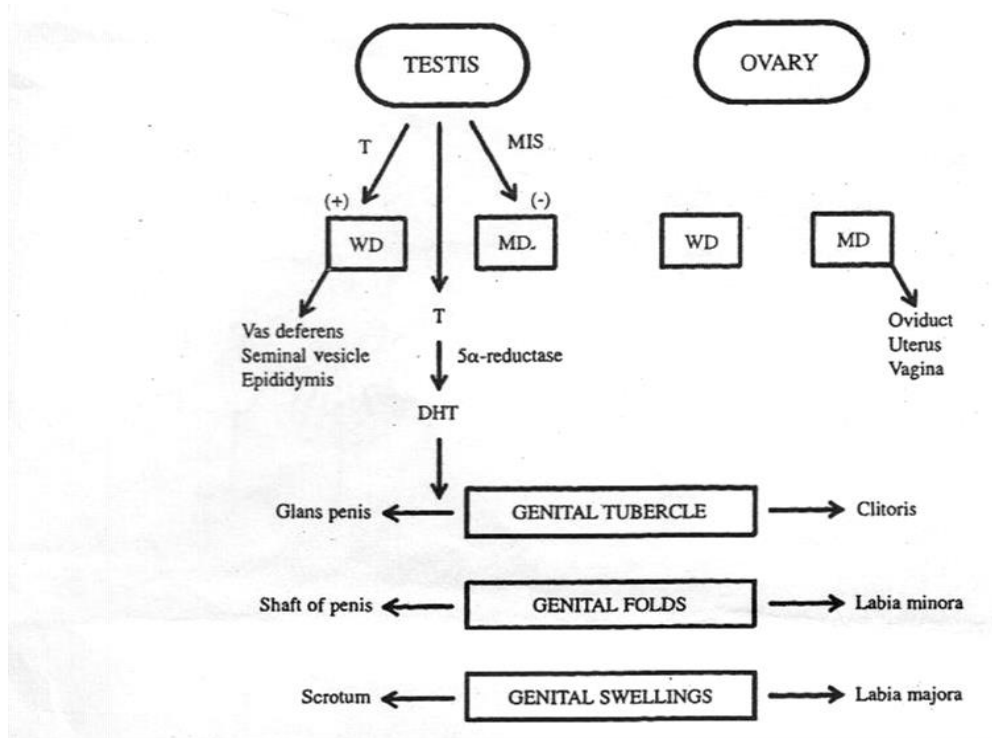 TESTIS
OVARY
T
MIS
(+)
(-)
WD
MD
WD
MD
T
Vas deferens
Seminal vesicle
Epididymis
Oviduct
Uterus
Vagina
5α-reductase
DHT
Glans penis
GENITAL TUBERCLE
Clitoris
Shaft of penis
GENITAL FOLDS
Labia minora
Scrotum
GENITAL SWELLINGS
Labia majora